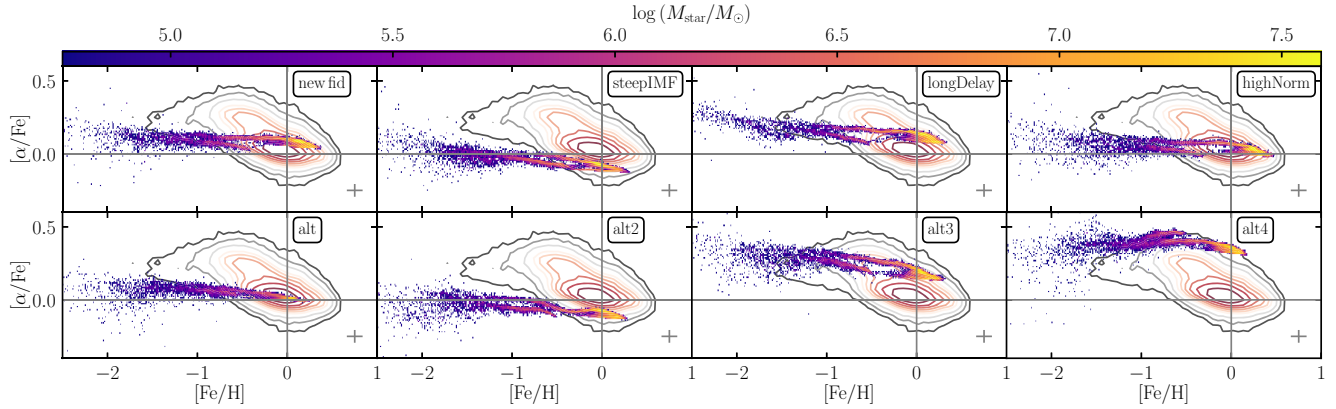 log (M_star/M_⊙)
5.0 5.5 6.0 6.5 7.0 7.5
[α/Fe]
0.5
0.0
new fid
steepIMF
longDelay
highNorm
[α/Fe]
0.5
0.0
alt
alt2
alt3
alt4
−2 −1 0 1 −2 −1 0 1 −2 −1 0 1 −2 −1 0 1
[Fe/H] [Fe/H] [Fe/H] [Fe/H]